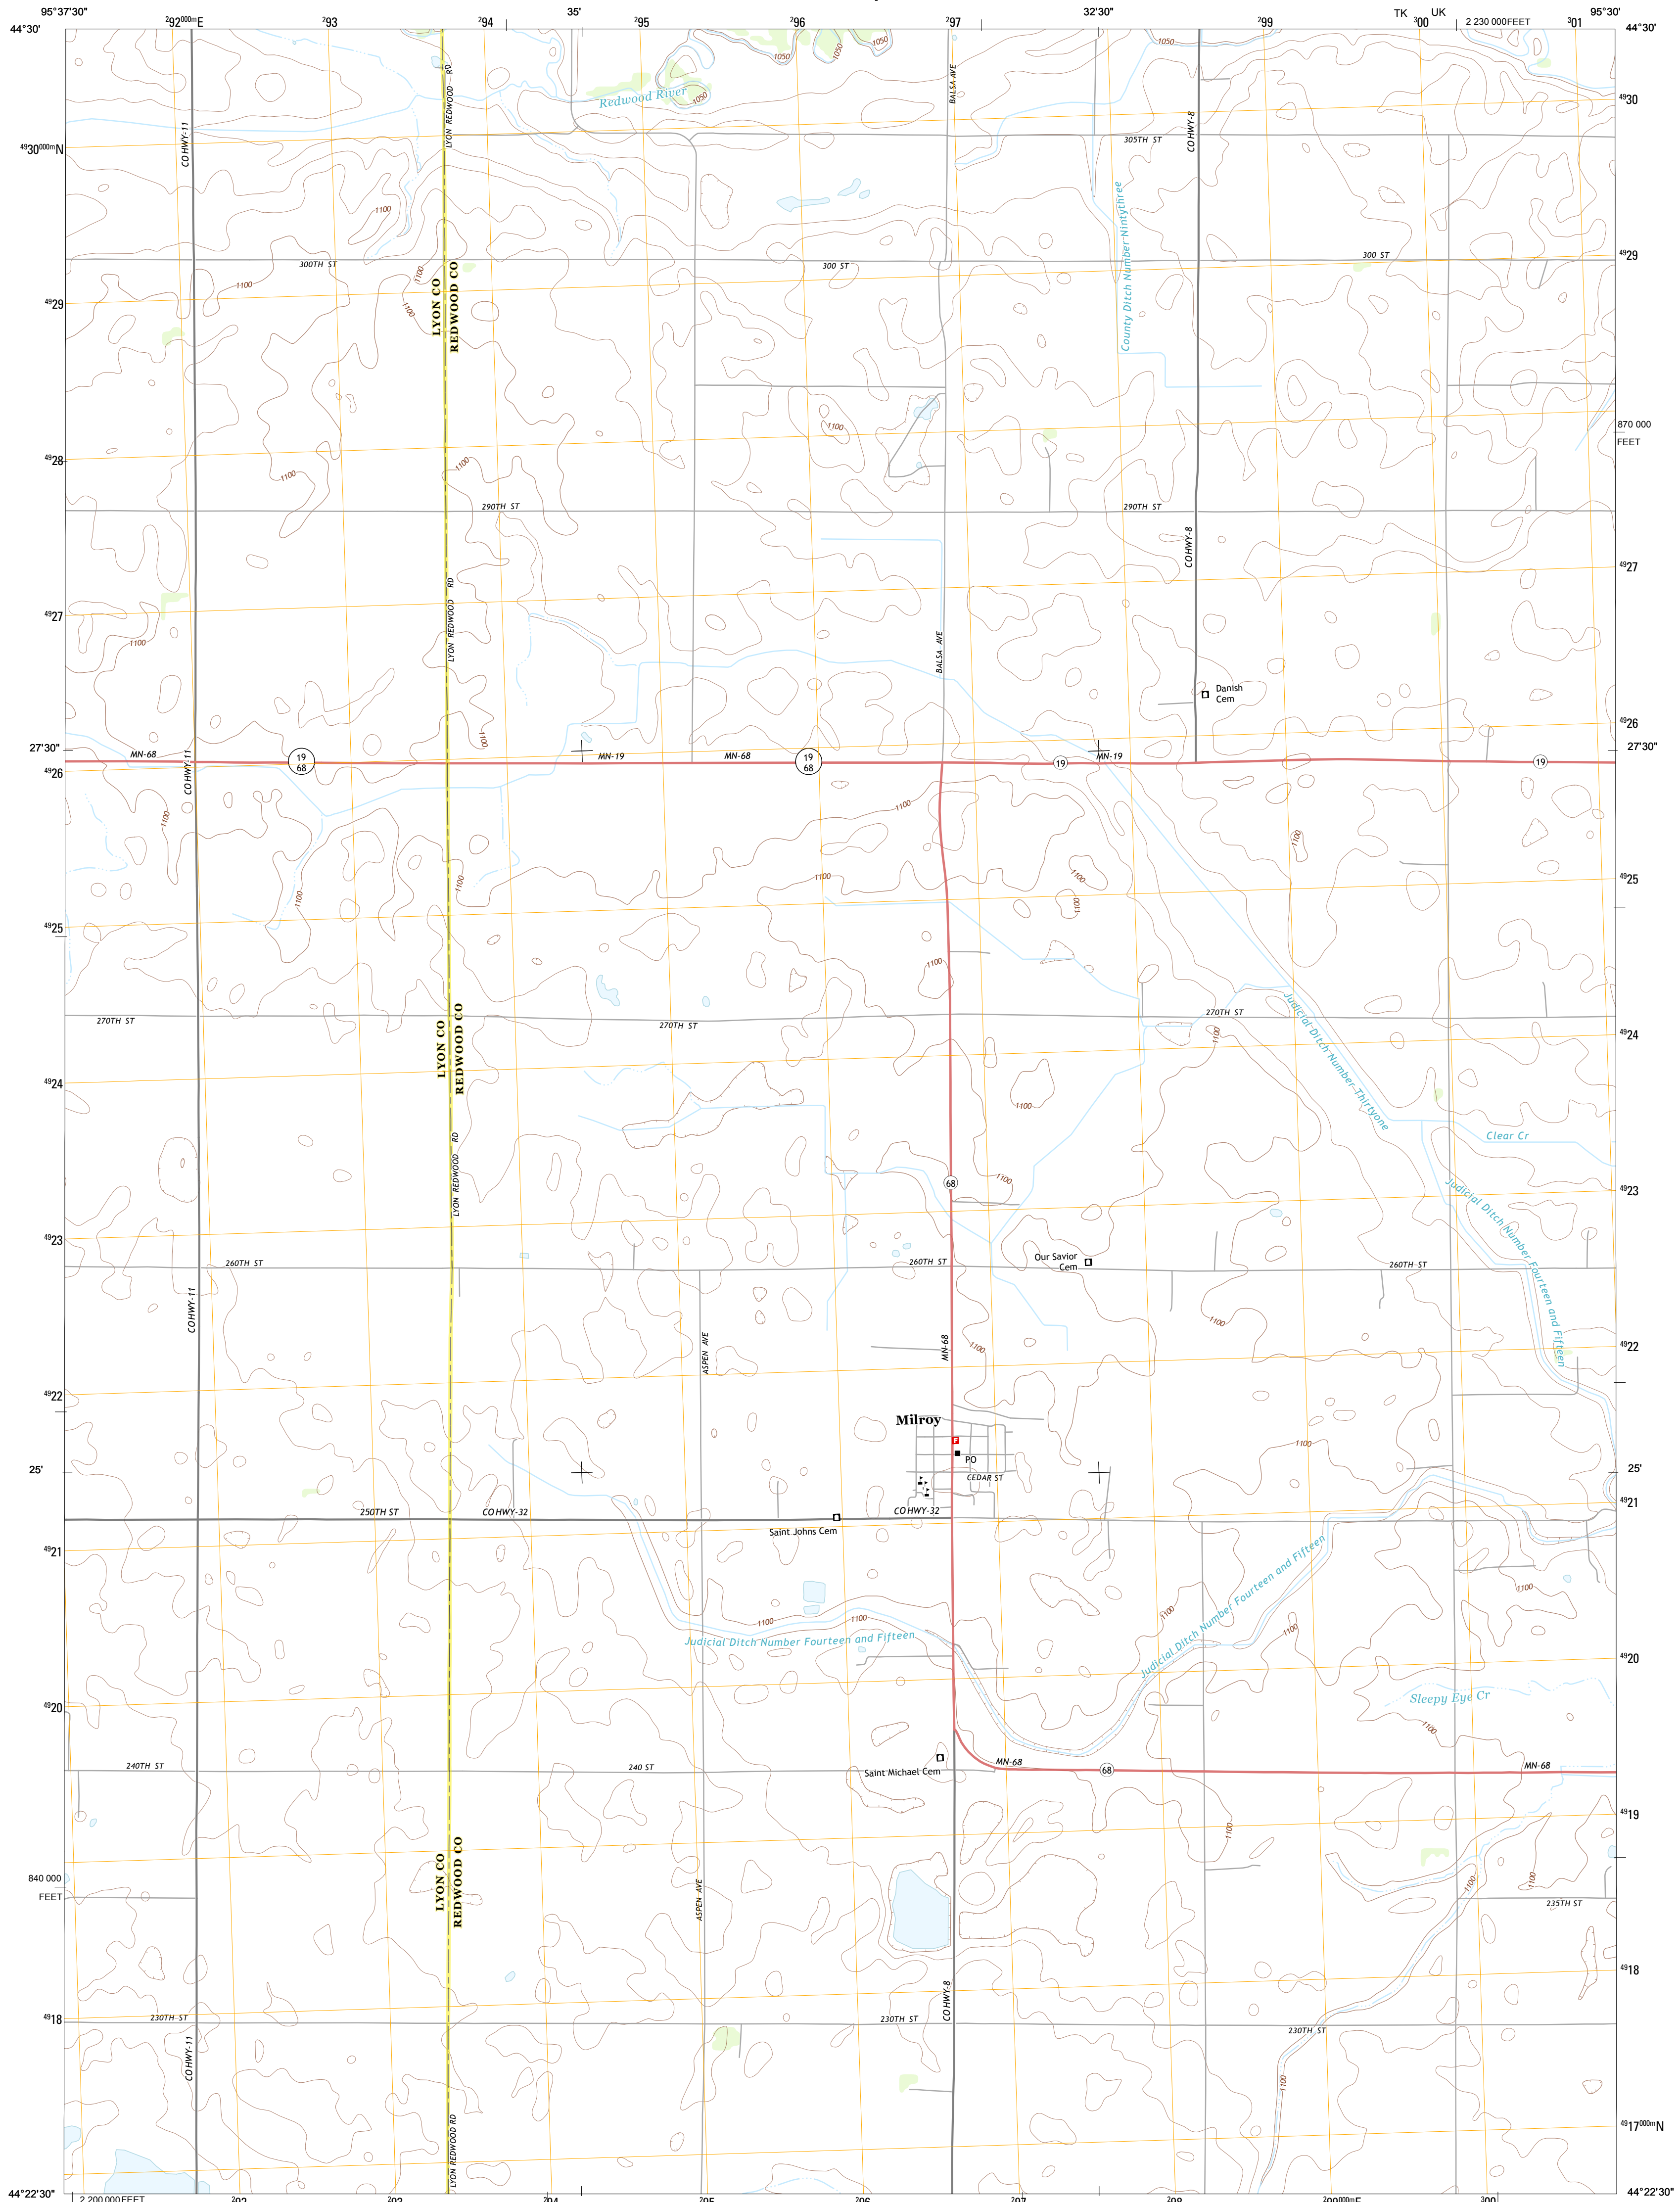 95°37'30"
²92⁰⁰⁰ᵐE
²93
²94
35'
²95
²96
²97
32'30"
²99
TK
UK
³00
2 230 000 FEET
³01
95°30'
44°30'
44°30'
1050
1050
1050
1050
1050
Redwood River
LYON REDWOOD RD
BALSA AVE
⁴⁹30
CO HWY-11
CO HWY-8
305TH ST
⁴⁹30⁰⁰⁰ᵐN
1100
County Ditch Number Nintythree
300TH ST
300 ST
300 ST
⁴⁹29
1100
1100
1100
LYON CO
REDWOOD CO
⁴⁹29
1100
870 000
FEET
⁴⁹28
1100
1100
290TH ST
290TH ST
CO HWY-8
⁴⁹27
LYON REDWOOD RD
⁴⁹27
1100
BALSA AVE
Danish
Cem
⁴⁹26
1100
27'30"
27'30"
MN-68
CO HWY-11
19
68
MN-19
MN-68
19
68
19
MN-19
19
⁴⁹26
1100
1100
1100
1100
1100
1100
1100
1100
⁴⁹25
⁴⁹25
1100
270TH ST
270TH ST
270TH ST
LYON CO
REDWOOD CO
Judicial Ditch Number Thirtyone
1100
⁴⁹24
⁴⁹24
1100
Clear Cr
LYON REDWOOD RD
68
1100
⁴⁹23
Judicial Ditch Number Fourteen and Fifteen
⁴⁹23
260TH ST
260TH ST
Our Savior
Cem
260TH ST
CO HWY-11
1100
ASPEN AVE
MN-68
1100
⁴⁹22
⁴⁹22
Milroy
F
PO
CEDAR ST
1100
25'
25'
250TH ST
CO HWY-32
CO HWY-32
⁴⁹21
Saint Johns Cem
⁴⁹21
1100
1100
1100
1100
1100
Judicial Ditch Number Fourteen and Fifteen
Judicial Ditch Number Fourteen and Fifteen
⁴⁹20
Sleepy Eye Cr
⁴⁹20
1100
240TH ST
240 ST
Saint Michael Cem
MN-68
68
MN-68
⁴⁹19
1100
LYON CO
REDWOOD CO
840 000
FEET
ASPEN AVE
1100
1100
235TH ST
⁴⁹18
CO HWY-8
⁴⁹18
230TH ST
230TH ST
230TH ST
CO HWY-11
1100
LYON REDWOOD RD
⁴⁹17⁰⁰⁰ᵐN
44°22'30"
44°22'30"
2 200 000 FEET